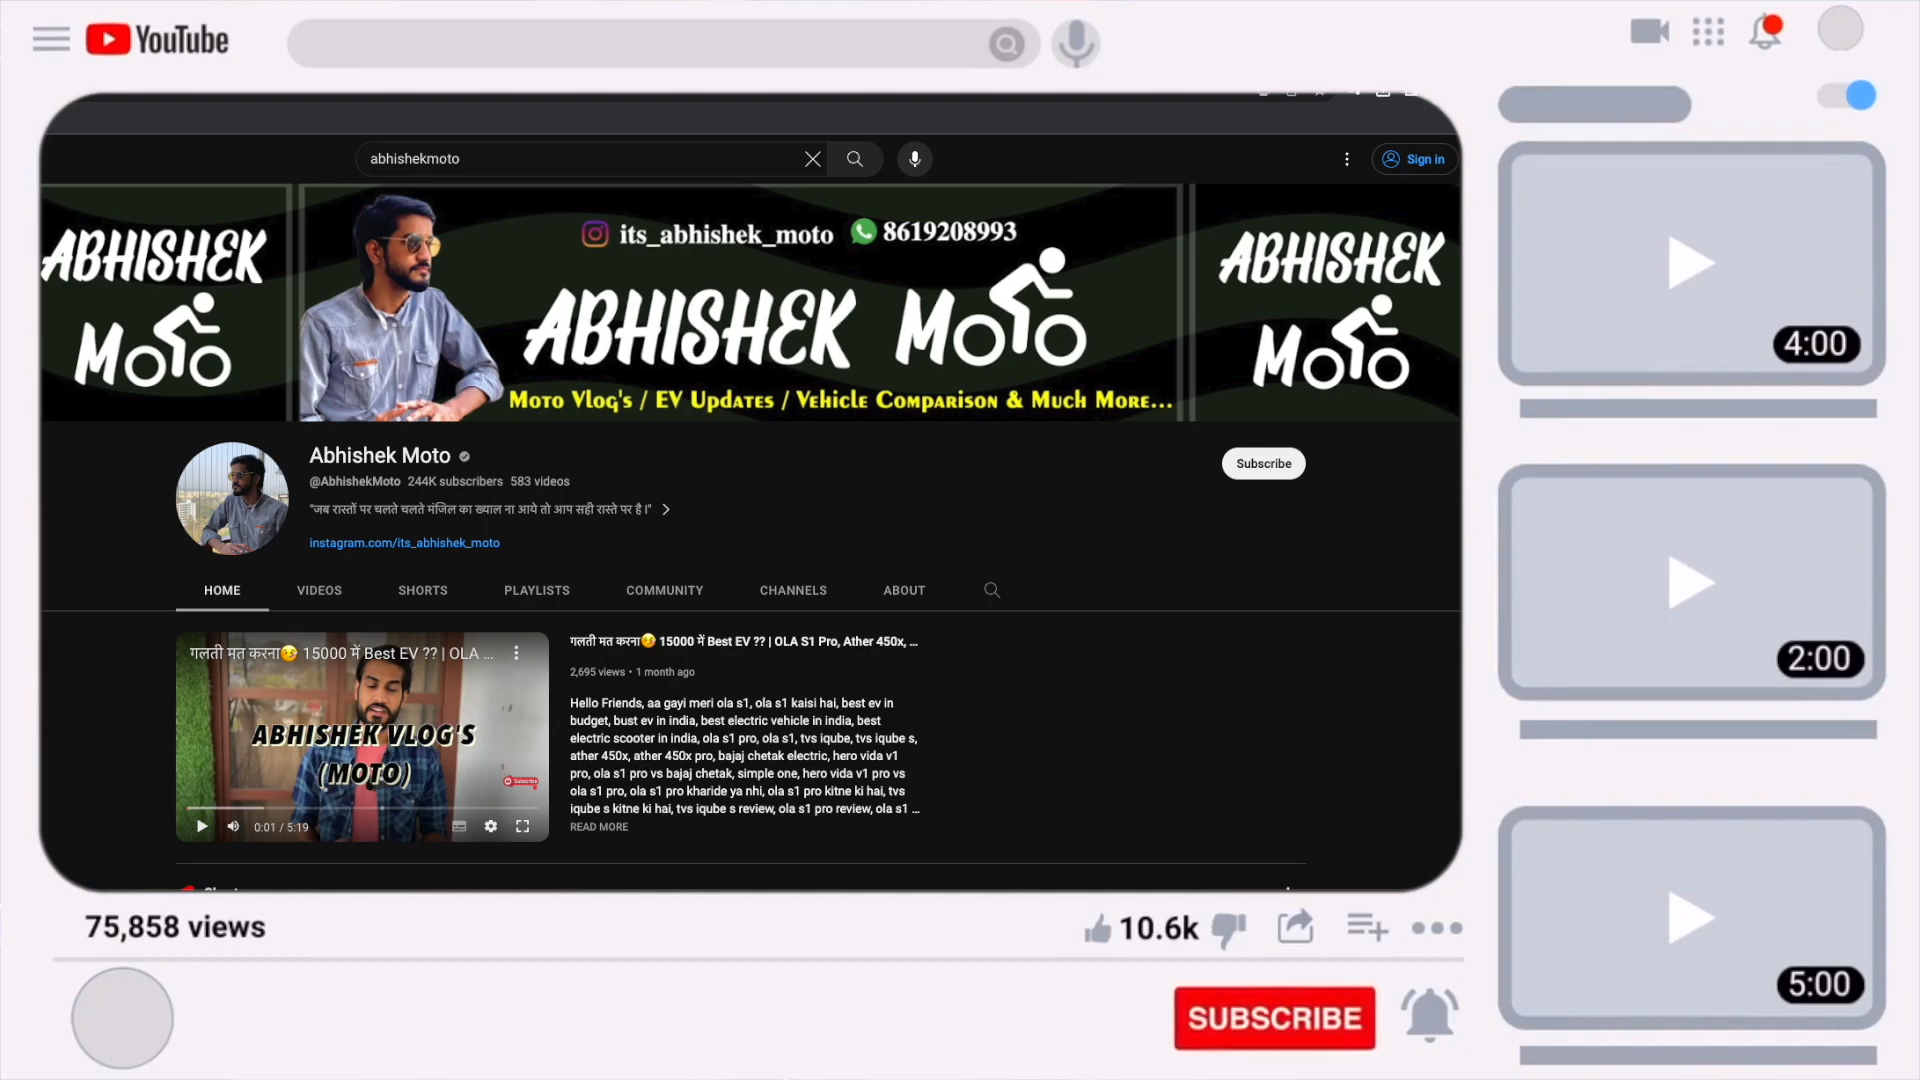 YouTube
abhishekmoto
Sign in
ABHISHEK
MOTO
its_abhishek_moto 8619208993
ABHISHEK MOTO
Moto Vlog's / EV Updates / Vehicle Comparison & Much More...
ABHISHEK
MOTO
4:00
Abhishek Moto
@AbhishekMoto 244K subscribers 583 videos
"जब रास्तों पर चलते चलते मंजिल का ख्याल ना आये तो आप सही रास्ते पर है।"
instagram.com/its_abhishek_moto
Subscribe
HOME VIDEOS SHORTS PLAYLISTS COMMUNITY CHANNELS ABOUT
2:00
गलती मत करना🤒 15000 में Best EV ?? | OLA ...
ABHISHEK VLOG'S
(MOTO)
Subscribe
0:01 / 5:19
गलती मत करना🤒 15000 में Best EV ?? | OLA S1 Pro, Ather 450x, ...
2,695 views • 1 month ago
Hello Friends, aa gayi meri ola s1, ola s1 kaisi hai, best ev in
budget, bust ev in india, best electric vehicle in india, best
electric scooter in india, ola s1 pro, ola s1, tvs iqube, tvs iqube s,
ather 450x, ather 450x pro, bajaj chetak electric, hero vida v1
pro, ola s1 pro vs bajaj chetak, simple one, hero vida v1 pro vs
ola s1 pro, ola s1 pro kharide ya nhi, ola s1 pro kitne ki hai, tvs
iqube s kitne ki hai, tvs iqube s review, ola s1 pro review, ola s1 ...
READ MORE
75,858 views
10.6k
SUBSCRIBE
5:00